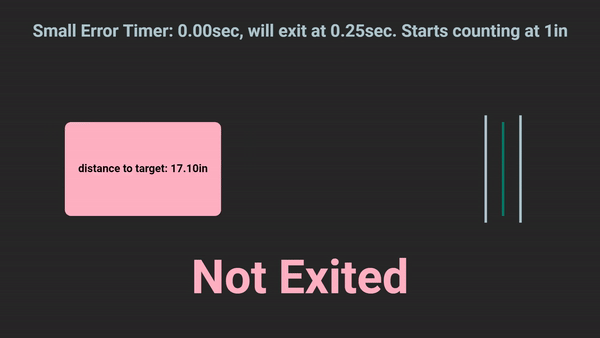 Small Error Timer: 0.00sec, will exit at 0.25sec. Starts counting at 1in
distance to target: 17.10in
Not Exited